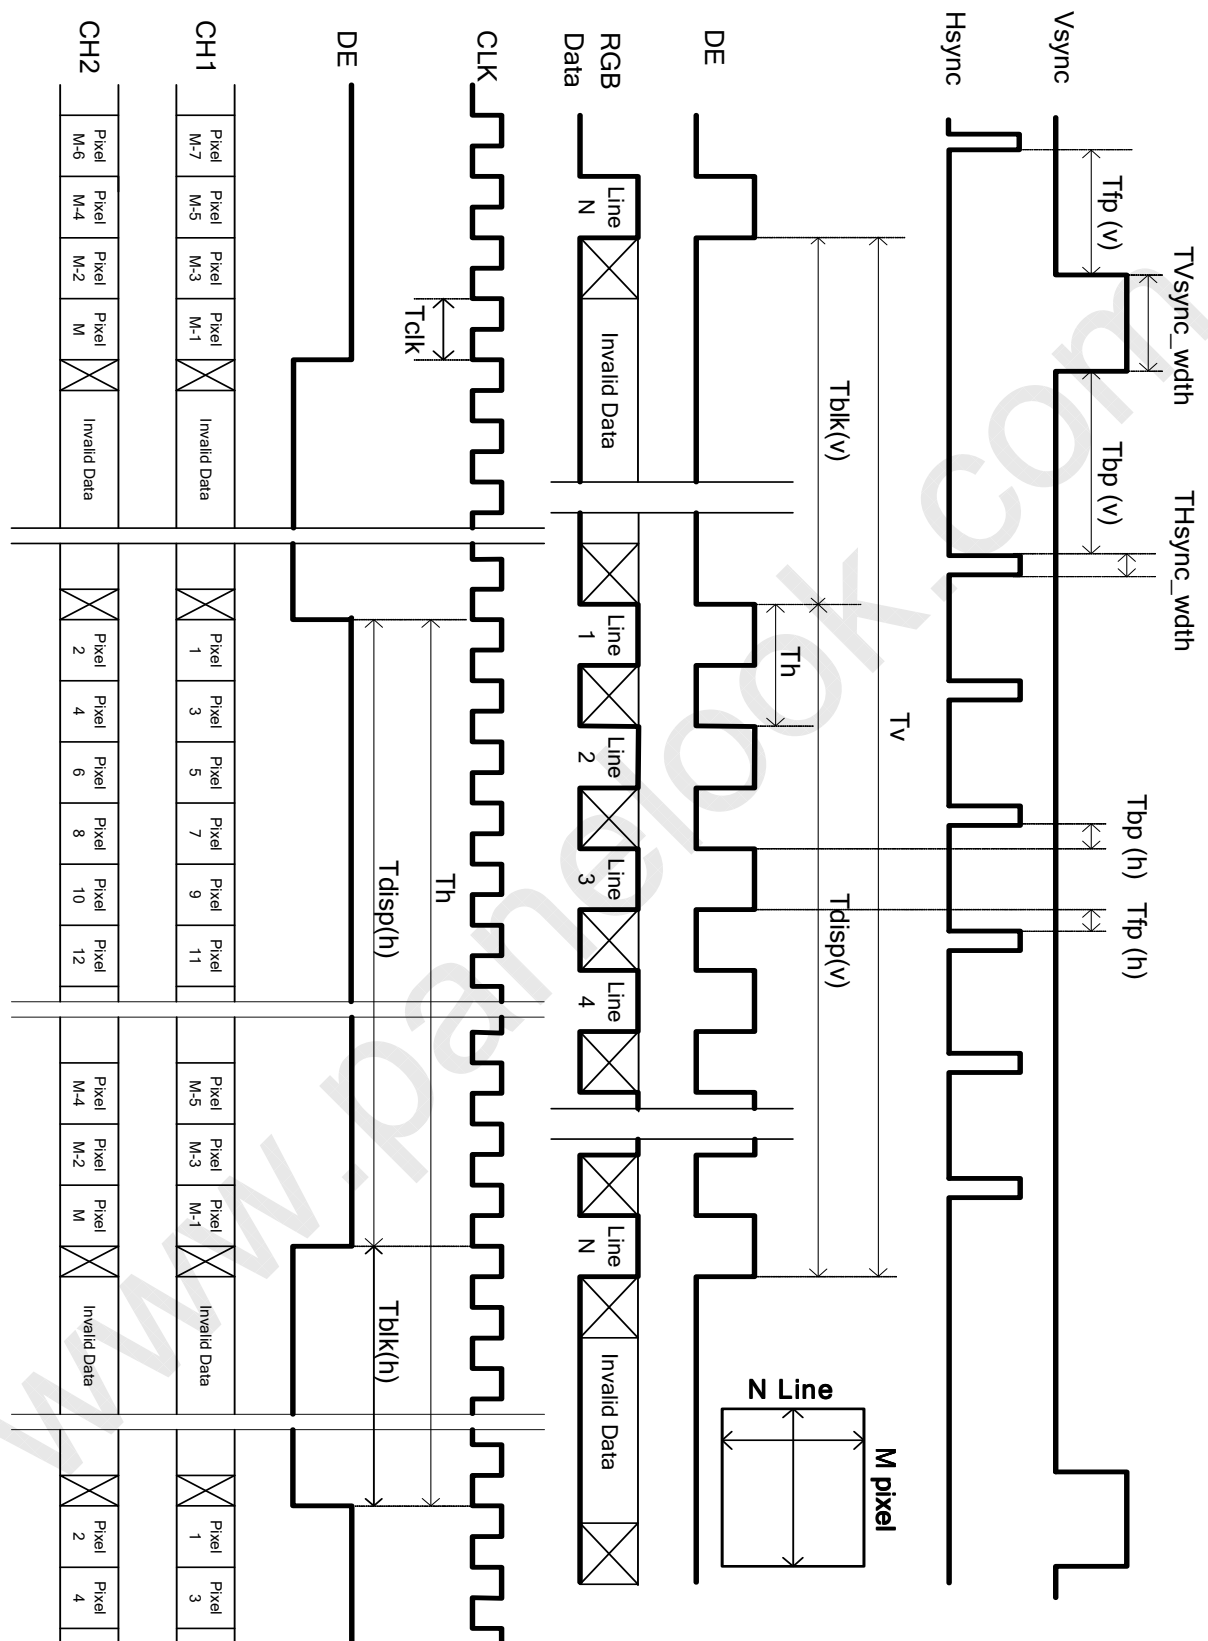 Vsync
TVsync_wdth
Tfp (v)
Tbp (v)
THsync_wdth
Tbp (h)
Tfp (h)
Hsync
Tv
Tblk(v)
Tdisp(v)
Th
DE
N Line
M pixel
RGB
Data
Line
N
Invalid Data
Line
1
Line
2
Line
3
Line
4
Line
N
Invalid Data
CLK
Tclk
Th
Tdisp(h)
Tblk(h)
DE
CH1
Pixel
M-7
Pixel
M-5
Pixel
M-3
Pixel
M-1
Invalid Data
Pixel
1
Pixel
3
Pixel
5
Pixel
7
Pixel
9
Pixel
11
Pixel
M-5
Pixel
M-3
Pixel
M-1
Invalid Data
Pixel
1
Pixel
3
CH2
Pixel
M-6
Pixel
M-4
Pixel
M-2
Pixel
M
Invalid Data
Pixel
2
Pixel
4
Pixel
6
Pixel
8
Pixel
10
Pixel
12
Pixel
M-4
Pixel
M-2
Pixel
M
Invalid Data
Pixel
2
Pixel
4
www.panelook.com